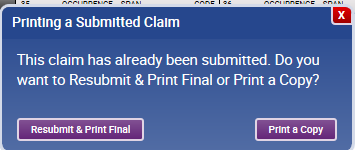 35 OCCURRENCE SPAN CODE 36 OCCURRENCE SPAN
Printing a Submitted Claim X
This claim has already been submitted. Do you
want to Resubmit & Print Final or Print a Copy?
Resubmit & Print Final Print a Copy